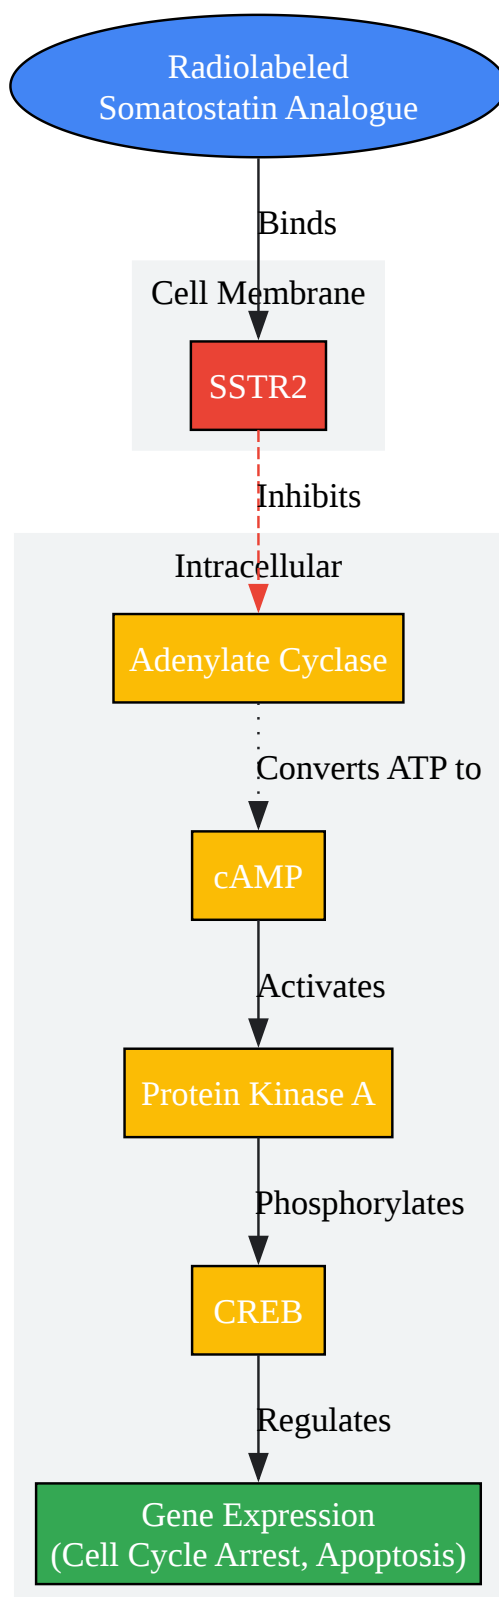 Radiolabeled
Somatostatin Analogue
Binds
Cell Membrane
SSTR2
Inhibits
Intracellular
Adenylate Cyclase
Converts ATP to
cAMP
Activates
Protein Kinase A
Phosphorylates
CREB
Regulates
Gene Expression
(Cell Cycle Arrest, Apoptosis)